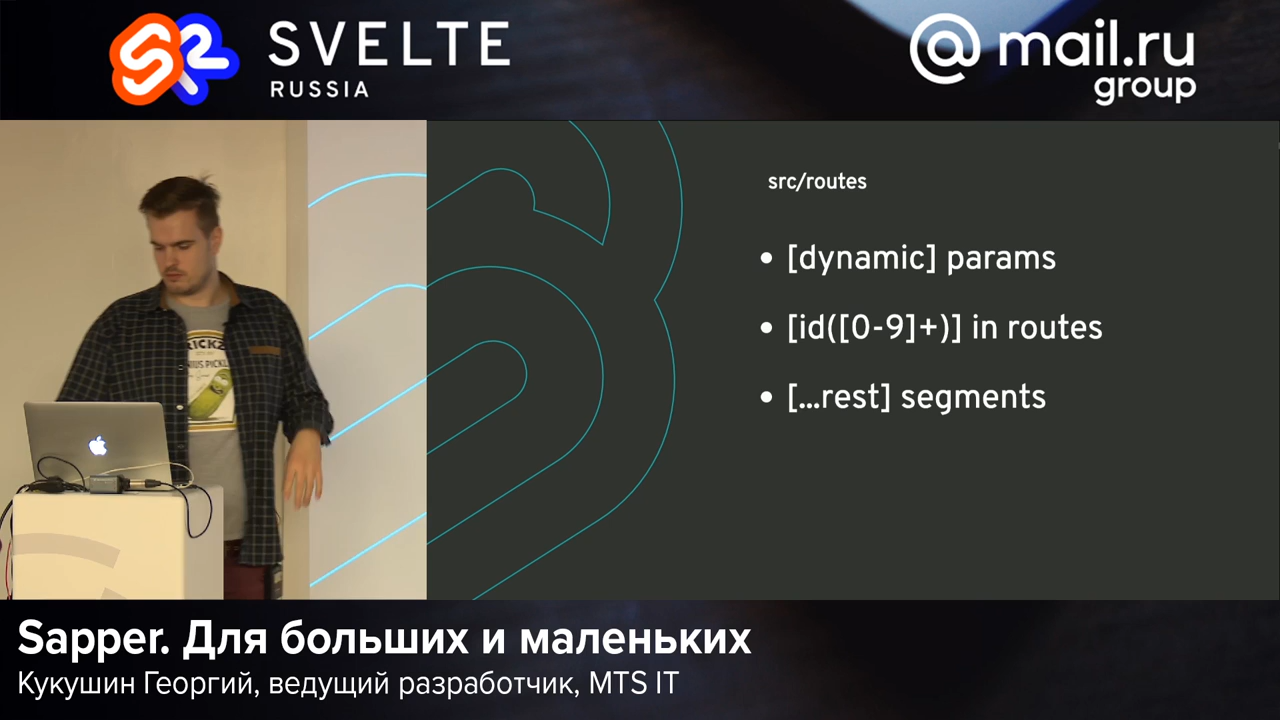 SVELTE
RUSSIA
@mail.ru
group
src/routes
• [dynamic] params
• [id([0-9]+)] in routes
• [...rest] segments
Sapper. Для больших и маленьких
Кукушин Георгий, ведущий разработчик, MTS IT